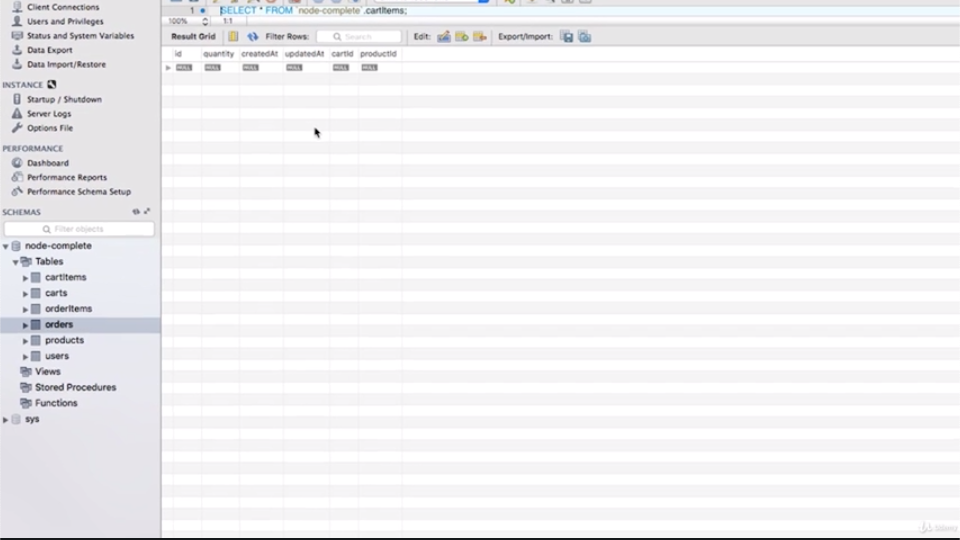 Client Connections
Users and Privileges
Status and System Variables
Data Export
Data Import/Restore
INSTANCE
Startup / Shutdown
Server Logs
Options File
PERFORMANCE
Dashboard
Performance Reports
Performance Schema Setup
SCHEMAS
Filter objects
node-complete
Tables
cartItems
carts
orderItems
orders
products
users
Views
Stored Procedures
Functions
sys
1 SELECT * FROM `node-complete`.cartItems;
100% 1:1
Result Grid Filter Rows: Search Edit: Export/Import:
id quantity createdAt updatedAt cartId productId
NULL NULL NULL NULL NULL NULL
Udemy